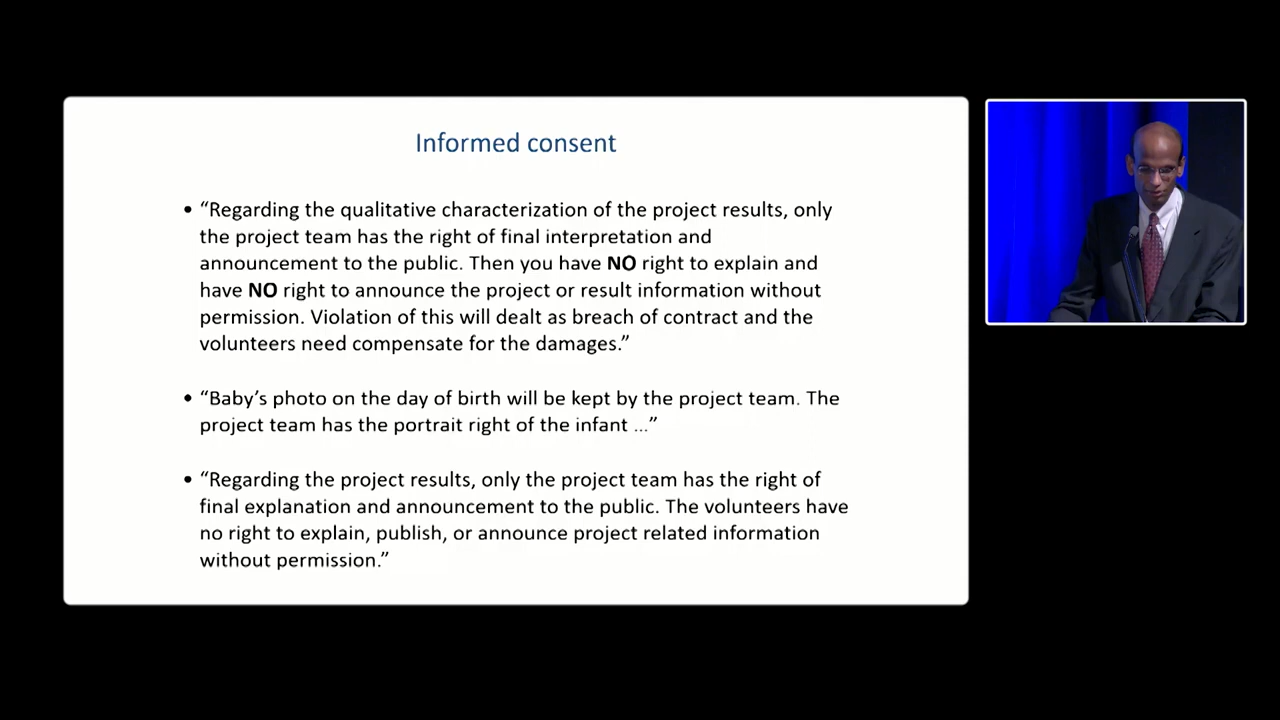 Informed consent
• “Regarding the qualitative characterization of the project results, only
the project team has the right of final interpretation and
announcement to the public. Then you have NO right to explain and
have NO right to announce the project or result information without
permission. Violation of this will dealt as breach of contract and the
volunteers need compensate for the damages.”
• “Baby’s photo on the day of birth will be kept by the project team. The
project team has the portrait right of the infant ...”
• “Regarding the project results, only the project team has the right of
final explanation and announcement to the public. The volunteers have
no right to explain, publish, or announce project related information
without permission.”